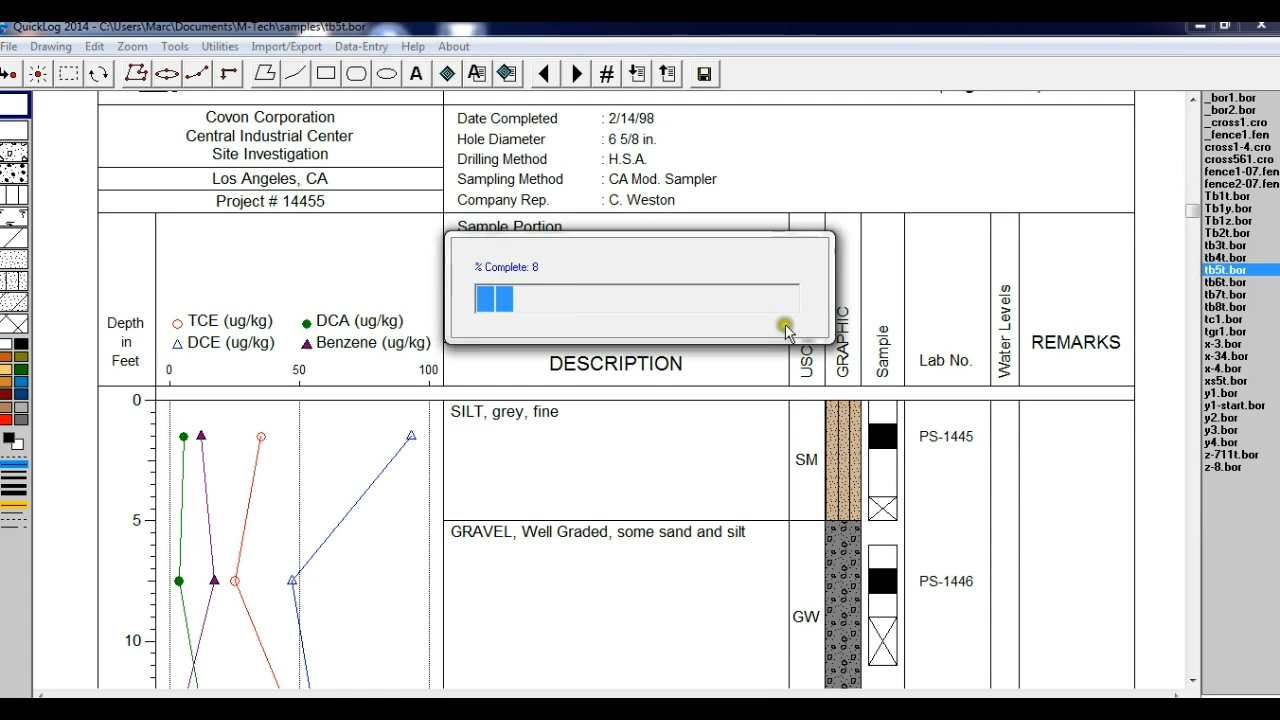 QuickLog 2014 - C:\Users\Marc\Documents\M-Tech\samples\tb5t.bor
File Drawing Edit Zoom Tools Utilities Import/Export Data-Entry Help About
A
#
A
Covon Corporation
Central Industrial Center
Site Investigation
Los Angeles, CA
Project # 14455
Date Completed : 2/14/98
Hole Diameter : 6 5/8 in.
Drilling Method : H.S.A.
Sampling Method : CA Mod. Sampler
Company Rep. : C. Weston
Sample Portion
% Complete: 8
Depth
in
Feet
TCE (ug/kg) DCA (ug/kg)
DCE (ug/kg) Benzene (ug/kg)
0 50 100
DESCRIPTION
GRAPHIC
Sample
Lab No.
Water Levels
REMARKS
0
SILT, grey, fine
SM
PS-1445
5
GRAVEL, Well Graded, some sand and silt
PS-1446
GW
10
_bor1.bor
_bor2.bor
_cross1.cro
_fence1.fen
cross1-4.cro
cross561.cro
fence1-07.fen
fence2-07.fen
Tb1t.bor
Tb1y.bor
Tb1z.bor
Tb2t.bor
tb3t.bor
tb4t.bor
tb5t.bor
tb6t.bor
tb7t.bor
tb8t.bor
tc1.bor
tgr1.bor
x-3.bor
x-34.bor
x-4.bor
xs5t.bor
y1.bor
y1-start.bor
y2.bor
y3.bor
y4.bor
z-711t.bor
z-8.bor